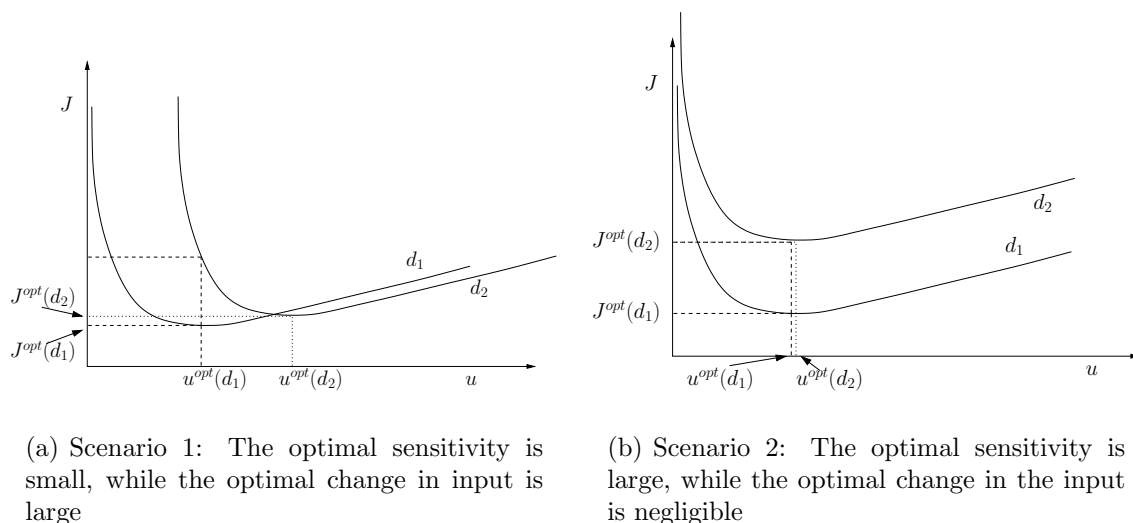 J
d_1
d_2
J^{opt}(d_2)
J^{opt}(d_1)
u^{opt}(d_1)
u^{opt}(d_2)
u
(a) Scenario 1: The optimal sensitivity is
small, while the optimal change in input is
large
J
d_2
d_1
J^{opt}(d_2)
J^{opt}(d_1)
u^{opt}(d_1)
u^{opt}(d_2)
u
(b) Scenario 2: The optimal sensitivity is
large, while the optimal change in the input
is negligible